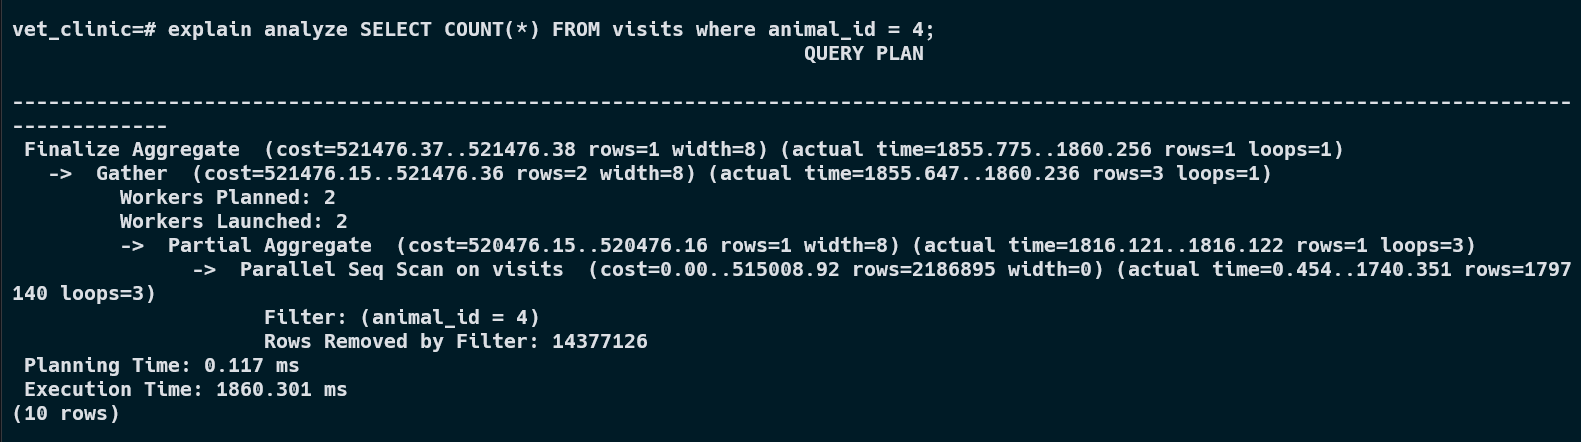 vet_clinic=# explain analyze SELECT COUNT(*) FROM visits where animal_id = 4;
QUERY PLAN
----------------------------------------------------------------------------------------------------------------------------------
-------------
Finalize Aggregate  (cost=521476.37..521476.38 rows=1 width=8) (actual time=1855.775..1860.256 rows=1 loops=1)
->  Gather  (cost=521476.15..521476.36 rows=2 width=8) (actual time=1855.647..1860.236 rows=3 loops=1)
Workers Planned: 2
Workers Launched: 2
->  Partial Aggregate  (cost=520476.15..520476.16 rows=1 width=8) (actual time=1816.121..1816.122 rows=1 loops=3)
->  Parallel Seq Scan on visits  (cost=0.00..515008.92 rows=2186895 width=0) (actual time=0.454..1740.351 rows=1797
140 loops=3)
Filter: (animal_id = 4)
Rows Removed by Filter: 14377126
Planning Time: 0.117 ms
Execution Time: 1860.301 ms
(10 rows)